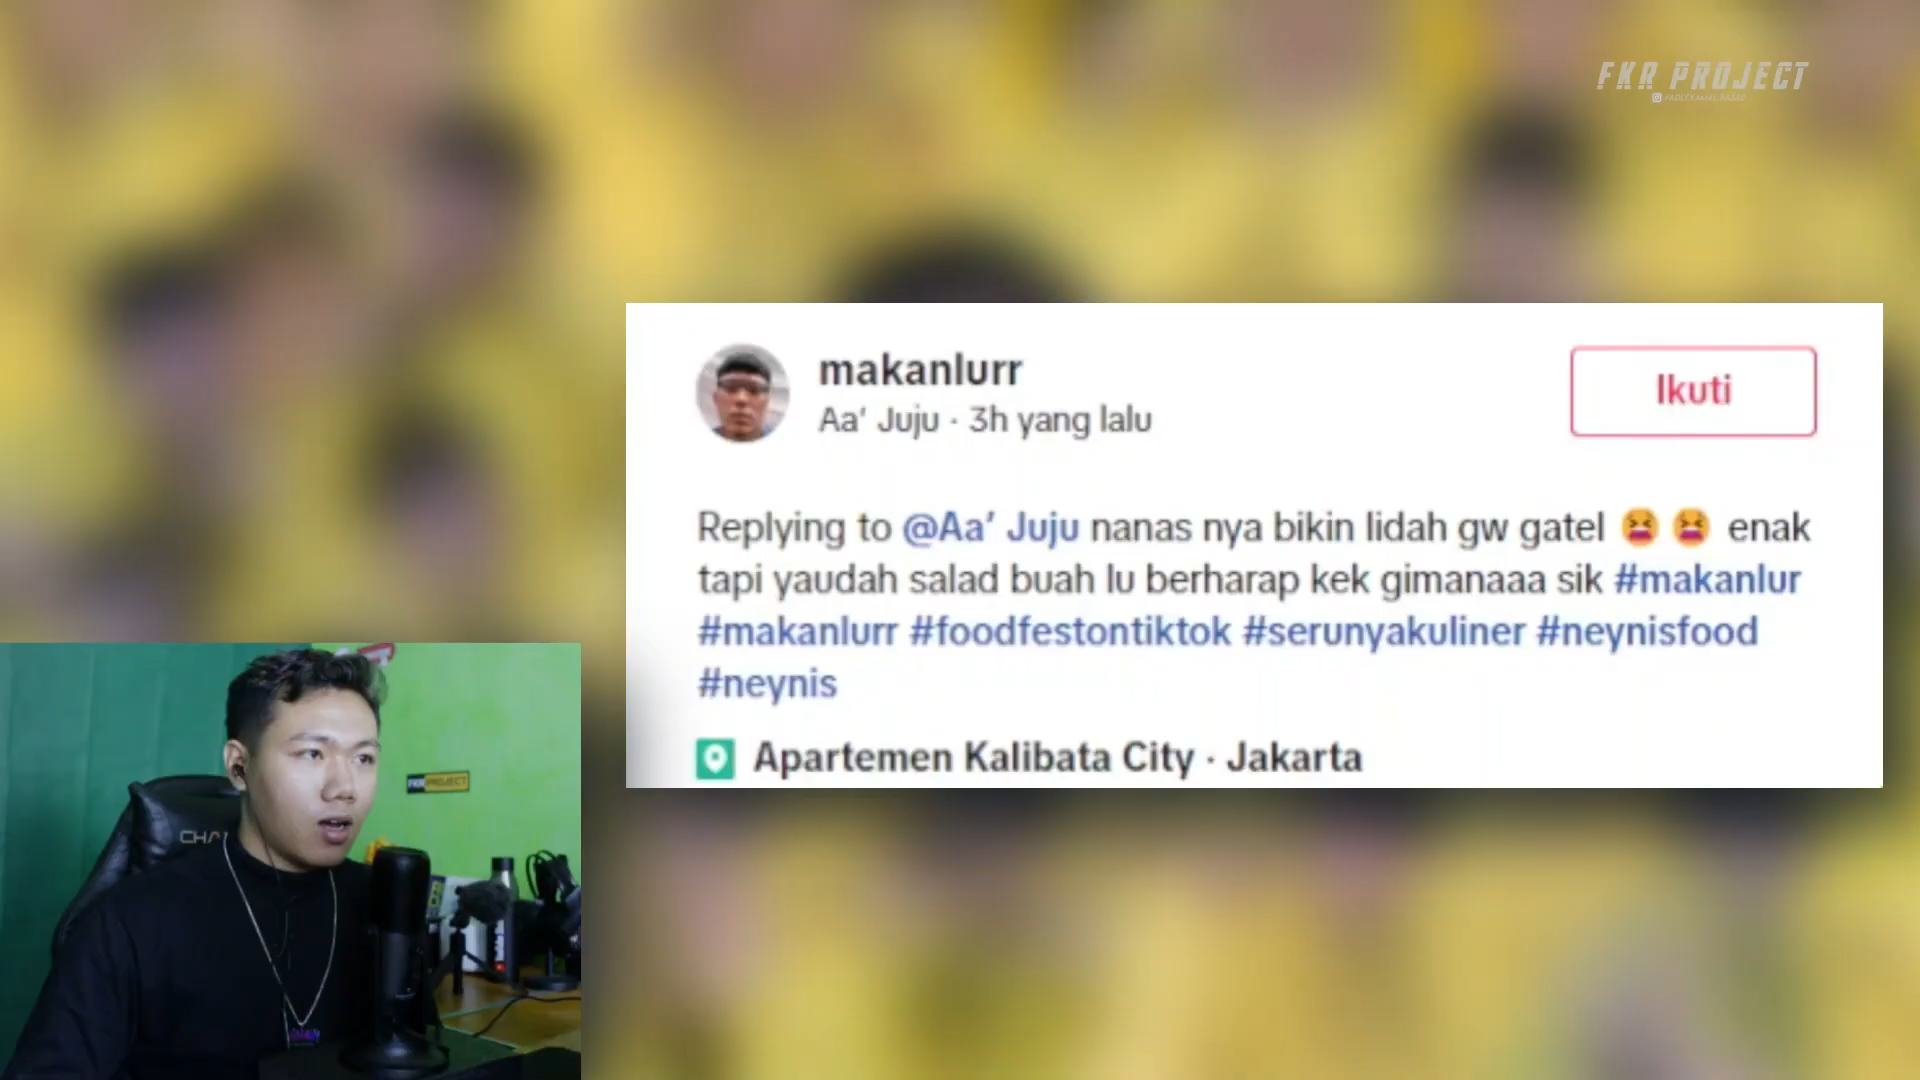 FKR PROJECT
makanlurr
Aa' Juju · 3h yang lalu
Ikuti
Replying to @Aa' Juju nanas nya bikin lidah gw gatel 😝😝 enak
tapi yaudah salad buah lu berharap kek gimanaaa sik #makanlur
#makanlurr #foodfestontiktok #serunyakuliner #neynisfood
#neynis
Apartemen Kalibata City · Jakarta
CHA
FKRPROJECT